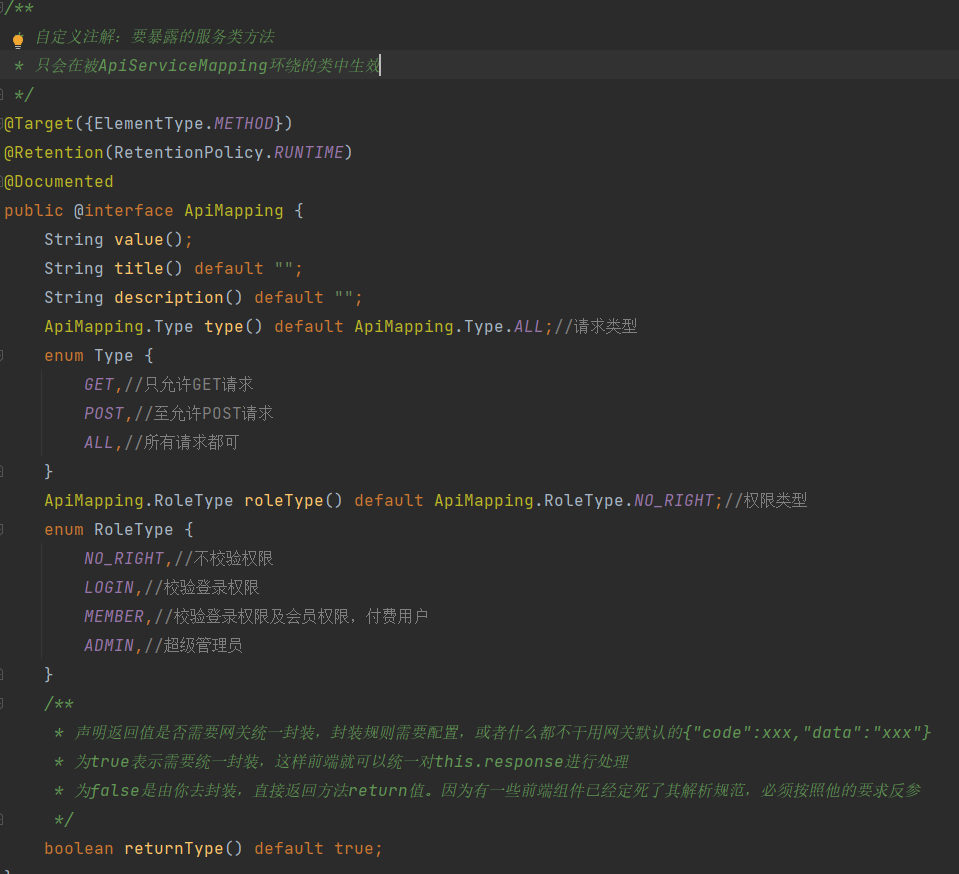 /**
自定义注解：要暴露的服务类方法
* 只会在被ApiServiceMapping环绕的类中生效
*/
@Target({ElementType.METHOD})
@Retention(RetentionPolicy.RUNTIME)
@Documented
public @interface ApiMapping {
    String value();
    String title() default "";
    String description() default "";
    ApiMapping.Type type() default ApiMapping.Type.ALL;//请求类型
    enum Type {
        GET,//只允许GET请求
        POST,//至允许POST请求
        ALL,//所有请求都可
    }
    ApiMapping.RoleType roleType() default ApiMapping.RoleType.NO_RIGHT;//权限类型
    enum RoleType {
        NO_RIGHT,//不校验权限
        LOGIN,//校验登录权限
        MEMBER,//校验登录权限及会员权限，付费用户
        ADMIN,//超级管理员
    }
    /**
     * 声明返回值是否需要网关统一封装，封装规则需要配置，或者什么都不干用网关默认的{"code":xxx,"data":"xxx"}
     * 为true表示需要统一封装，这样前端就可以统一对this.response进行处理
     * 为false是由你去封装，直接返回方法return值。因为有一些前端组件已经定死了其解析规范，必须按照他的要求反参
     */
    boolean returnType() default true;